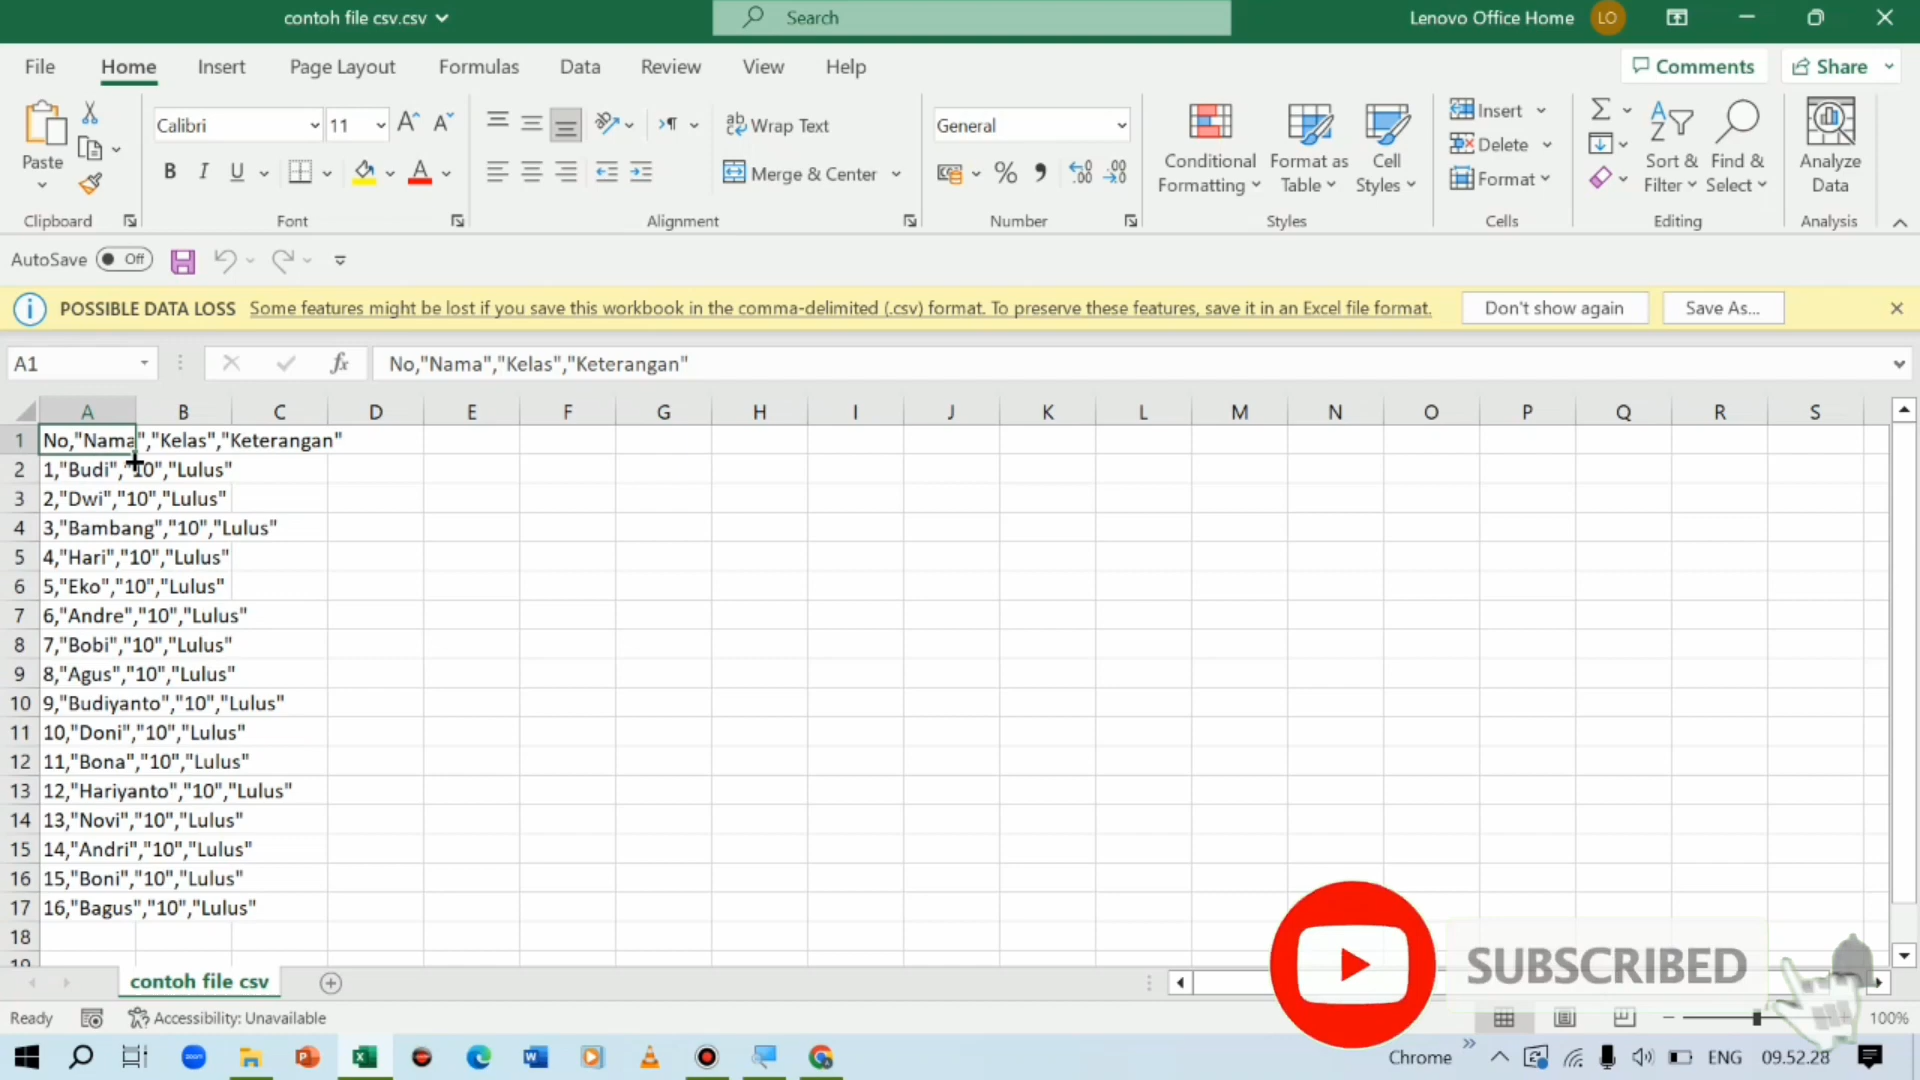 contoh file csv.csv
Search
Lenovo Office Home LO
File Home Insert Page Layout Formulas Data Review View Help Comments Share
Paste
Clipboard
Calibri 11
B I U
Font
ab Wrap Text
Merge & Center
Alignment
General
% .00
Number
Conditional Formatting
Format as Table
Cell Styles
Styles
Insert
Delete
Format
Cells
Sort & Filter
Find & Select
Editing
Analyze Data
Analysis
AutoSave Off
POSSIBLE DATA LOSS Some features might be lost if you save this workbook in the comma-delimited (.csv) format. To preserve these features, save it in an Excel file format. Don't show again Save As...
A1 fx No,"Nama","Kelas","Keterangan"
A B C D E F G H I J K L M N O P Q R S
1 No,"Nama","Kelas","Keterangan"
2 1,"Budi","10","Lulus"
3 2,"Dwi","10","Lulus"
4 3,"Bambang","10","Lulus"
5 4,"Hari","10","Lulus"
6 5,"Eko","10","Lulus"
7 6,"Andre","10","Lulus"
8 7,"Bobi","10","Lulus"
9 8,"Agus","10","Lulus"
10 9,"Budiyanto","10","Lulus"
11 10,"Doni","10","Lulus"
12 11,"Bona","10","Lulus"
13 12,"Hariyanto","10","Lulus"
14 13,"Novi","10","Lulus"
15 14,"Andri","10","Lulus"
16 15,"Boni","10","Lulus"
17 16,"Bagus","10","Lulus"
18
19
contoh file csv
SUBSCRIBED
Ready Accessibility: Unavailable 100%
zoom Chrome ENG 09.52.28